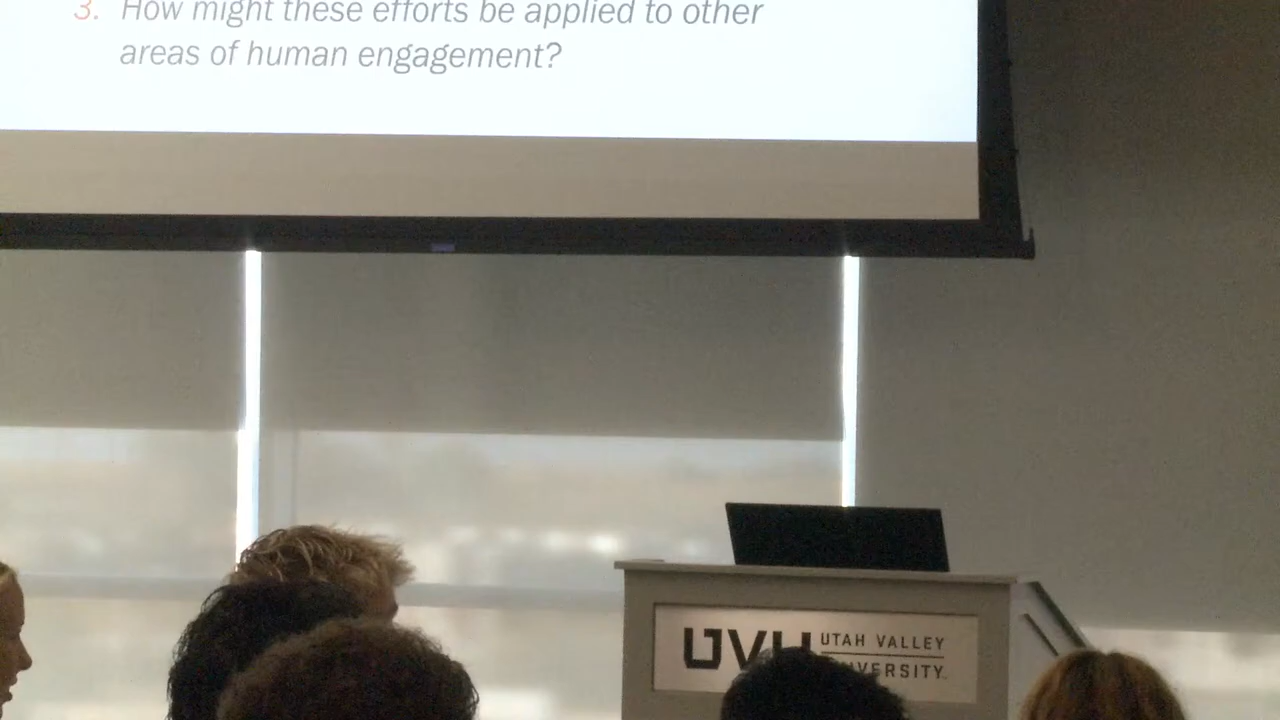 3. How might these efforts be applied to other
areas of human engagement?
UVU UTAH VALLEY
UNIVERSITY